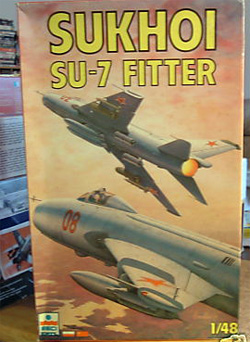 SUKHOI
SU-7 FITTER
08
1/48